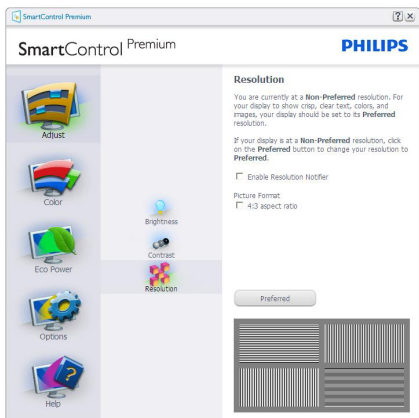 SmartControl Premium
SmartControl Premium
PHILIPS
Adjust
Color
Eco Power
Options
Help
Brightness
Contrast
Resolution
Resolution
You are currently at a Non-Preferred resolution. For
your display to show crisp, clear text, colors, and
images, your display should be set to its Preferred
resolution.
If your display is at a Non-Preferred resolution, click
on the Preferred button to change your resolution to
Preferred.
Enable Resolution Notifier
Picture Format
4:3 aspect ratio
Preferred